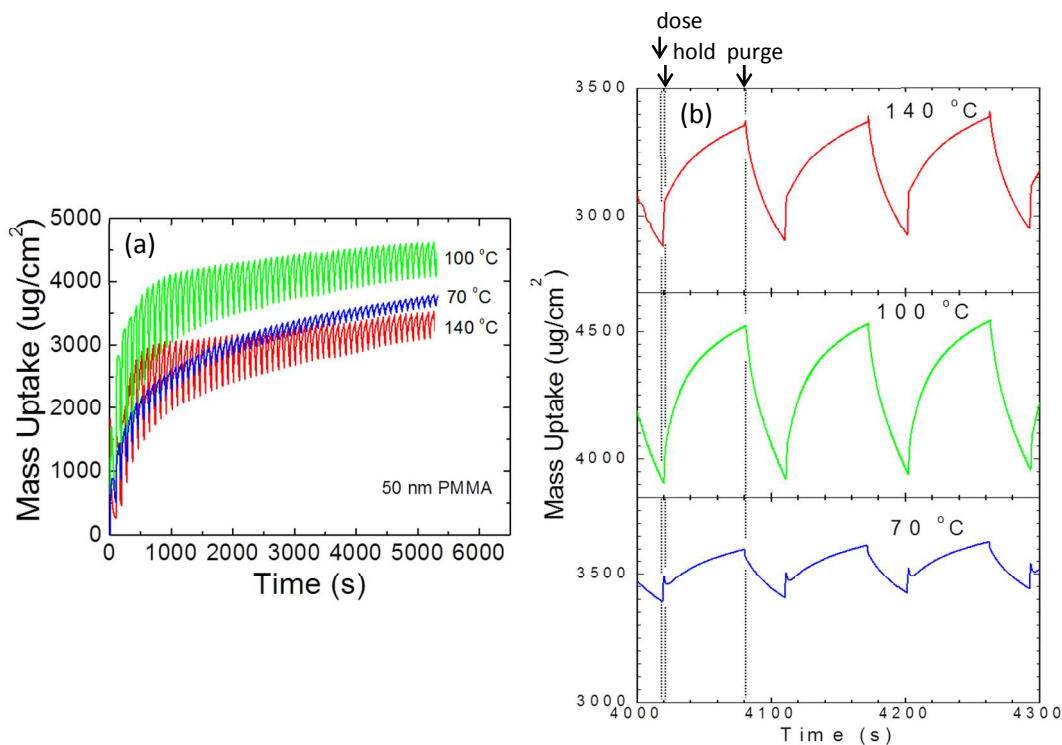 dose
hold purge
(a)
5000
4000
3000
2000
1000
0
Mass Uptake (ug/cm²)
100 °C
70 °C
140 °C
50 nm PMMA
0 1000 2000 3000 4000 5000 6000
Time (s)
(b)
3500
3000
140 °C
4500
4000
100 °C
Mass Uptake (ug/cm²)
3500
3000
70 °C
4000 4100 4200 4300
Time (s)